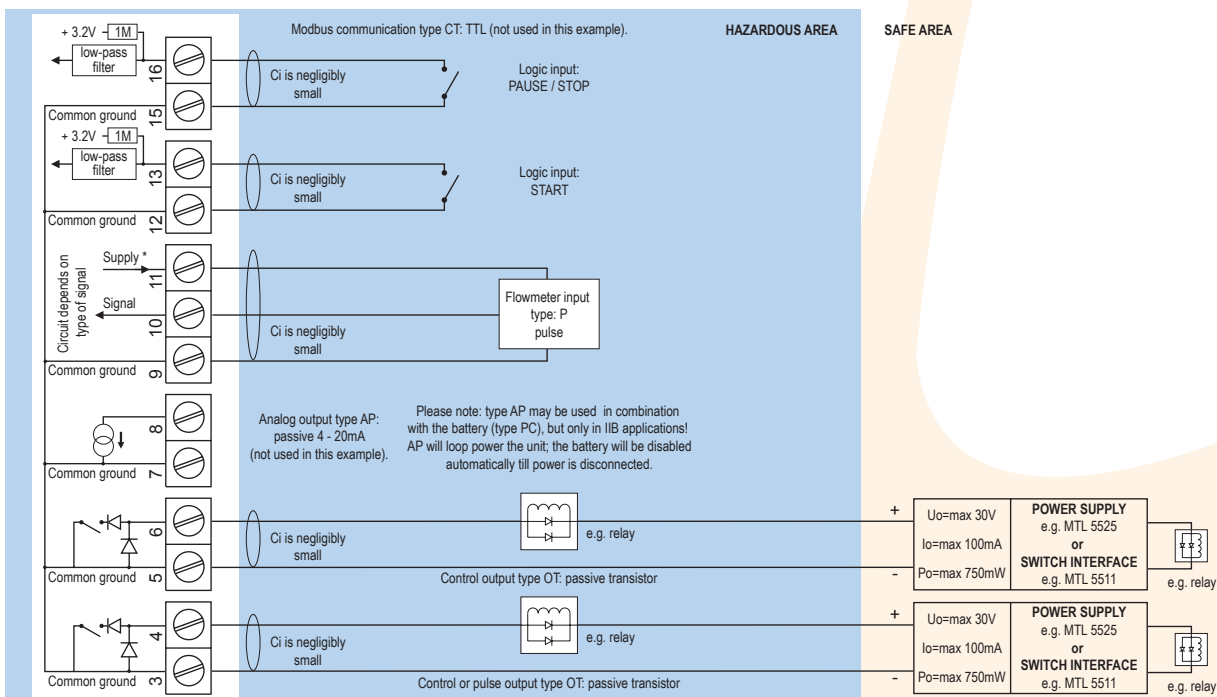 Modbus communication type CT: TTL (not used in this example).
HAZARDOUS AREA
SAFE AREA
+ 3.2V
1M
low-pass
filter
16
Ci is negligibly
small
Logic input:
PAUSE / STOP
Common ground
15
+ 3.2V
1M
low-pass
filter
13
Ci is negligibly
small
Logic input:
START
Common ground
12
Circuit depends on
type of signal
Supply *
11
Signal
10
Flowmeter input
type: P
pulse
Ci is negligibly
small
Common ground
9
8
Analog output type AP:
passive 4 - 20mA
(not used in this example).
Please note: type AP may be used in combination
with the battery (type PC), but only in IIB applications!
AP will loop power the unit; the battery will be disabled
automatically till power is disconnected.
Common ground
7
6
Ci is negligibly
small
e.g. relay
+
Uo=max 30V
Io=max 100mA
Po=max 750mW
POWER SUPPLY
e.g. MTL 5525
or
SWITCH INTERFACE
e.g. MTL 5511
e.g. relay
Common ground
5
Control output type OT: passive transistor
-
4
Ci is negligibly
small
e.g. relay
+
Uo=max 30V
Io=max 100mA
Po=max 750mW
POWER SUPPLY
e.g. MTL 5525
or
SWITCH INTERFACE
e.g. MTL 5511
e.g. relay
Common ground
3
Control or pulse output type OT: passive transistor
-